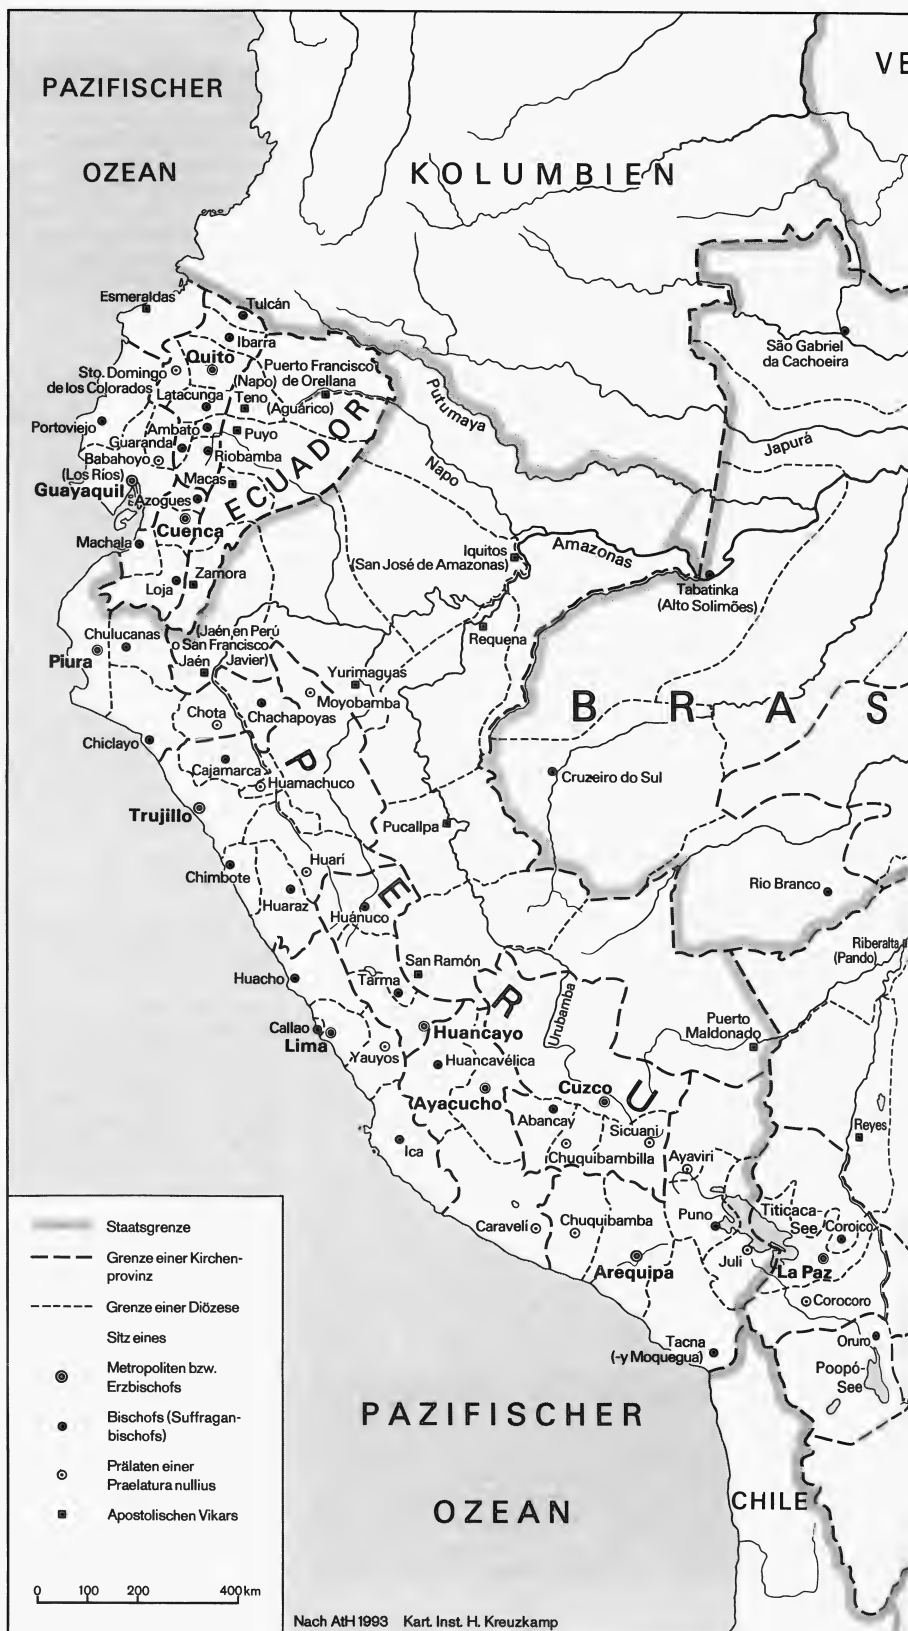 PAZIFISCHER
OZEAN
VE
KOLUMBIEN
Esmeraldas
Tulcán
Ibarra
Quito
Sto. Domingo
de los Colorados
(Napo)
Puerto Francisco
de Orellana
Latacunga
Teno
(Aguárico)
Portoviejo
Ambato
Puyo
Guaranda
Riobamba
Babahoyo
(Los Ríos)
Macas
Guayaquil
Azogues
Cuenca
ECUADOR
Machala
Loja
Zamora
Putumayo
Napo
São Gabriel
da Cachoeira
Japurá
Iquitos
(San José de Amazonas)
Amazonas
Tabatinka
(Alto Solimões)
Requena
Chulucanas
(Jaén en Perú
o San Francisco
Javier)
Jaén
Piura
Yurimaguas
Moyobamba
Chachapoyas
Chota
Chiclayo
Cajamarca
Huamachuco
Trujillo
BRAS
Cruzeiro do Sul
Pucallpa
PERU
Chimbote
Huari
Huaraz
Huánuco
Rio Branco
Riberalta
(Pando)
San Ramón
Huacho
Tarma
Urubamba
Puerto
Maldonado
Callao
Lima
Huancayo
Yauyos
Huancavélica
Ayacucho
Cuzco
Abancay
Sicuani
Chuquibambilla
Ayaviri
Reyes
Ica
Caravelí
Chuquibamba
Puno
Titicaca-
See
Coroico
Arequipa
Juli
La Paz
Corocoro
Tacna
(-y Moquegua)
Oruro
Poopó-
See
PAZIFISCHER
OZEAN
CHILE
Staatsgrenze
Grenze einer Kirchen-
provinz
Grenze einer Diözese
Sitz eines
Metropoliten bzw.
Erzbischofs
Bischofs (Suffragan-
bischofs)
Prälaten einer
Praelatura nullius
Apostolischen Vikars
0 100 200 400 km
Nach AtH 1993 Kart. Inst. H. Kreuzkamp